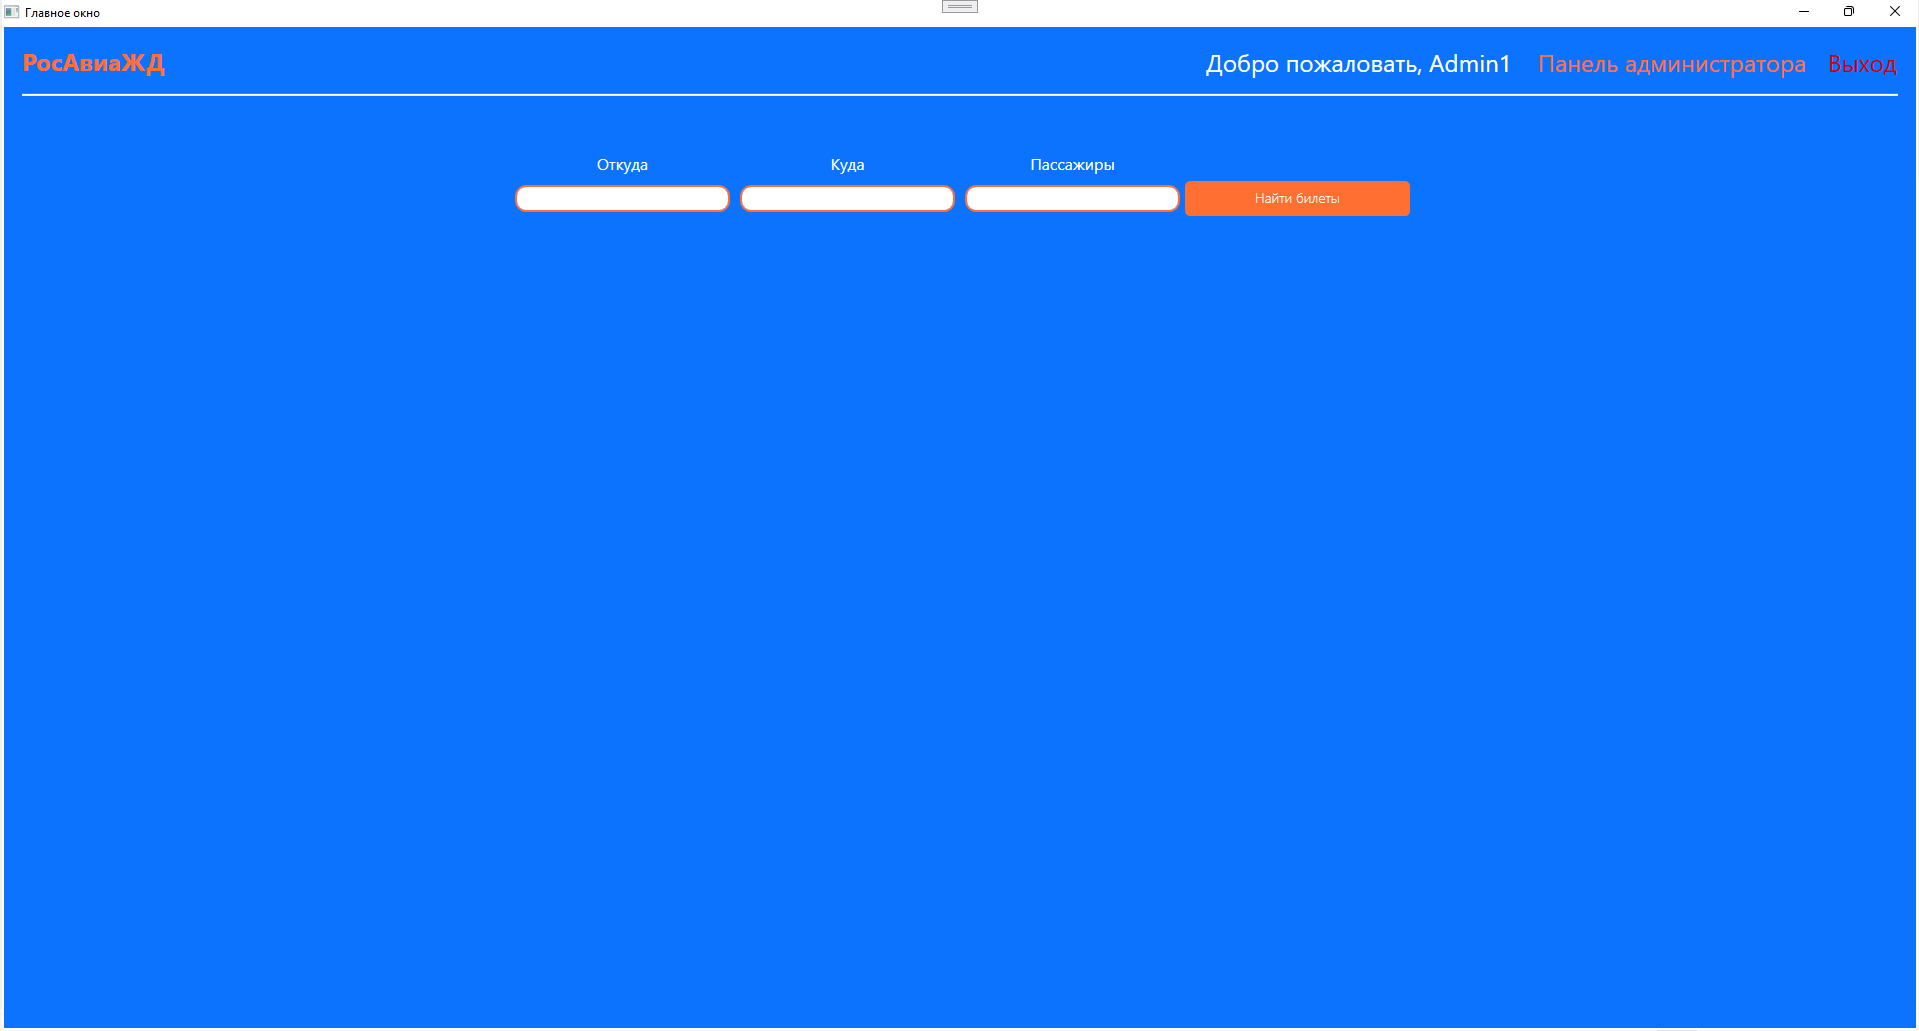 Главное окно
РосАвиаЖД
Добро пожаловать, Admin1 Панель администратора Выход
Откуда Куда Пассажиры
Найти билеты